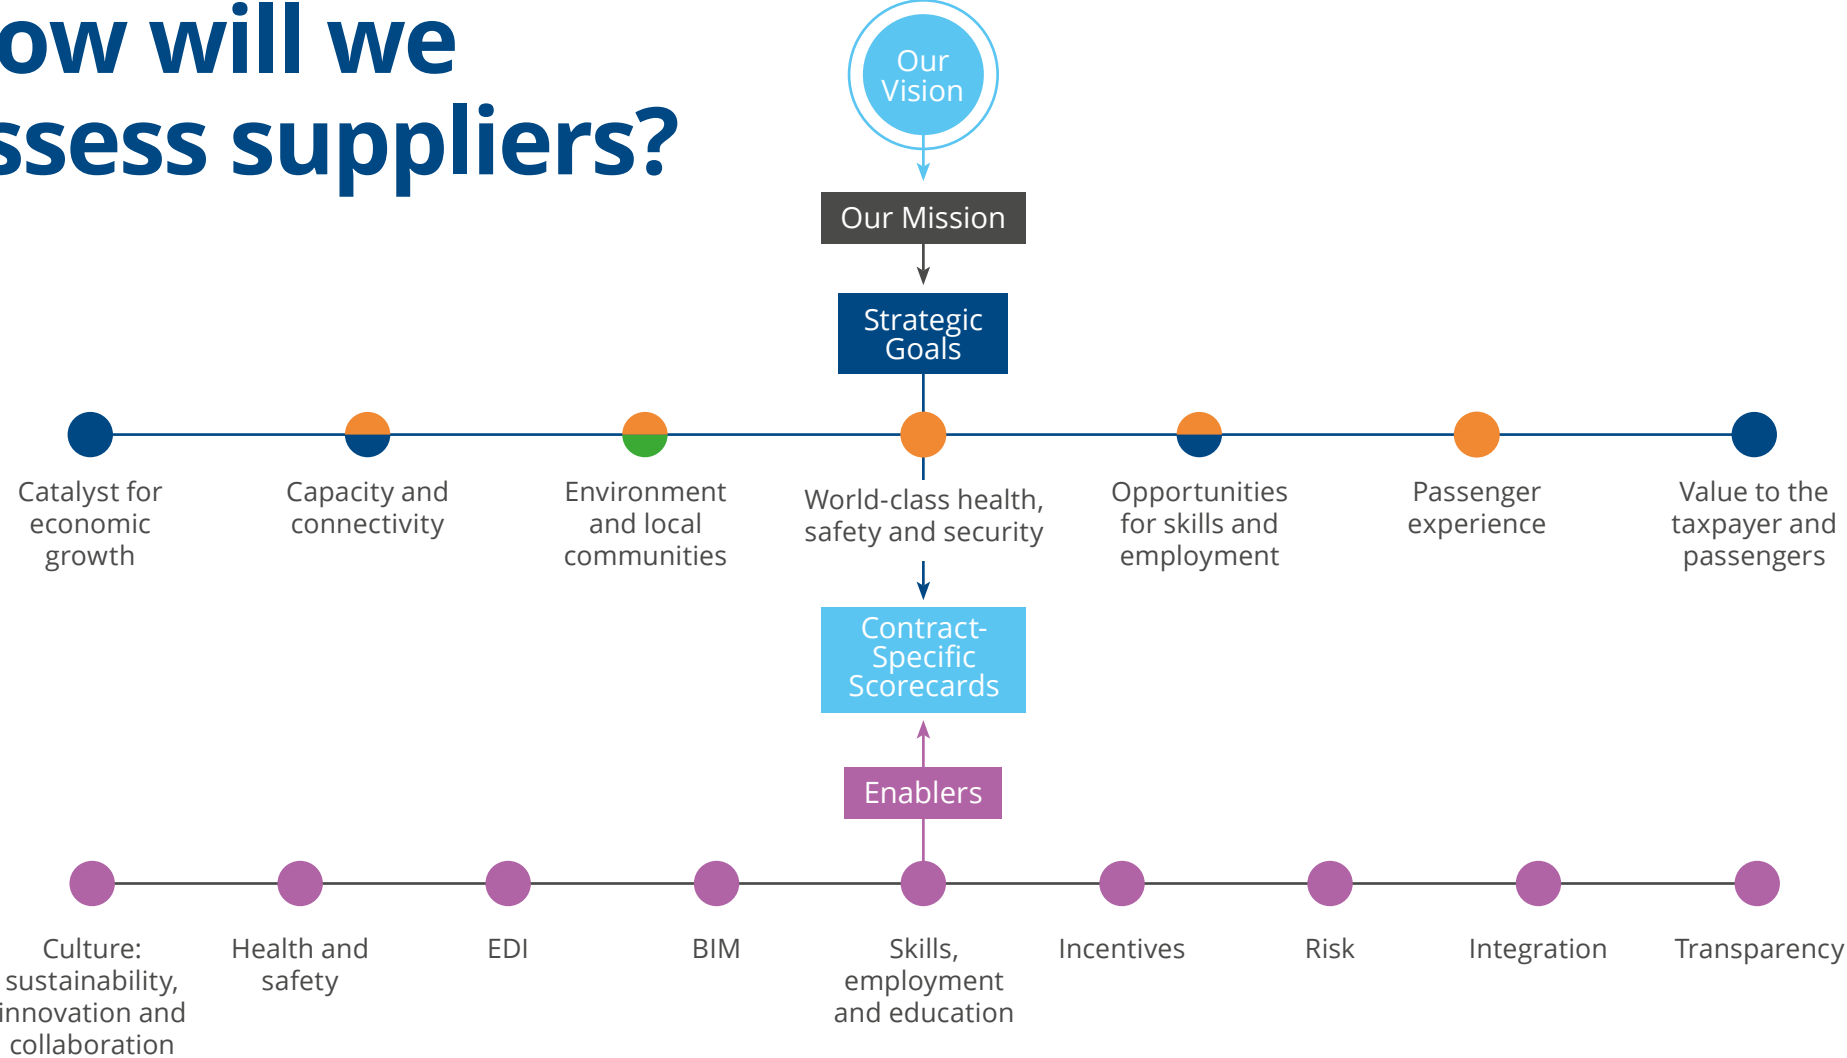 ow will we
ssess suppliers?
Our
Vision
Our Mission
Strategic
Goals
Catalyst for
economic
growth
Capacity and
connectivity
Environment
and local
communities
World-class health,
safety and security
Opportunities
for skills and
employment
Passenger
experience
Value to the
taxpayer and
passengers
Contract-
Specific
Scorecards
Enablers
Culture:
sustainability,
innovation and
collaboration
Health and
safety
EDI
BIM
Skills,
employment
and education
Incentives
Risk
Integration
Transparency